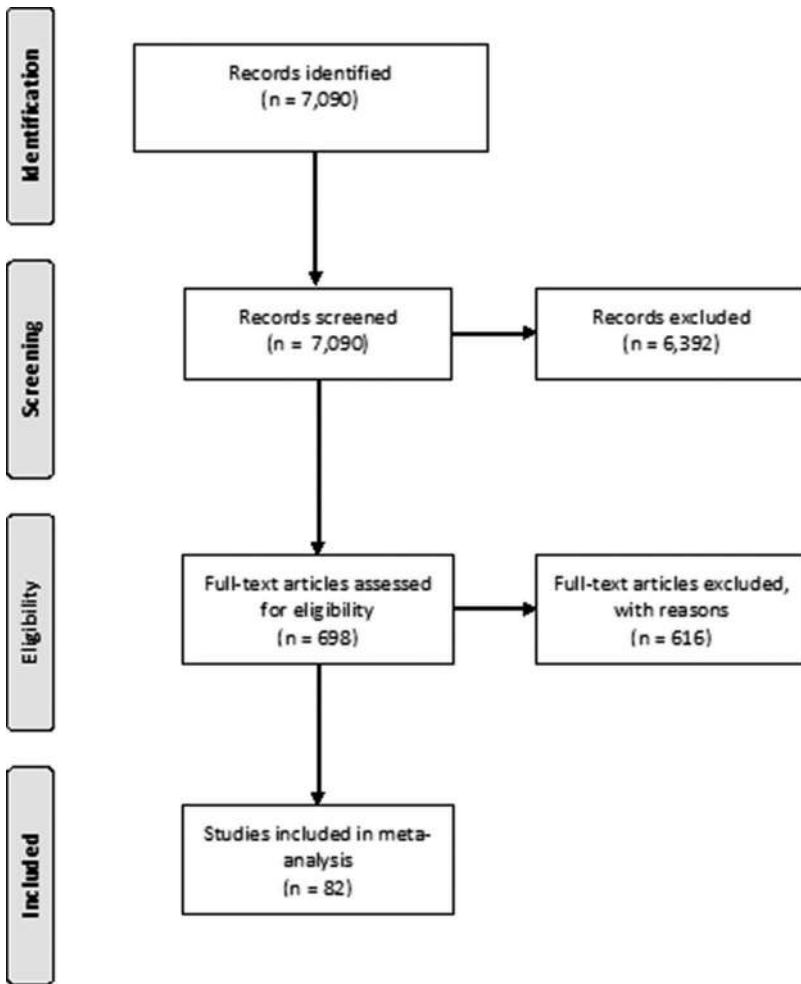 Identification
Records identified
(n = 7,090)
Screening
Records screened
(n = 7,090)
Records excluded
(n = 6,392)
Eligibility
Full-text articles assessed
for eligibility
(n = 698)
Full-text articles excluded,
with reasons
(n = 616)
Included
Studies included in meta-
analysis
(n = 82)